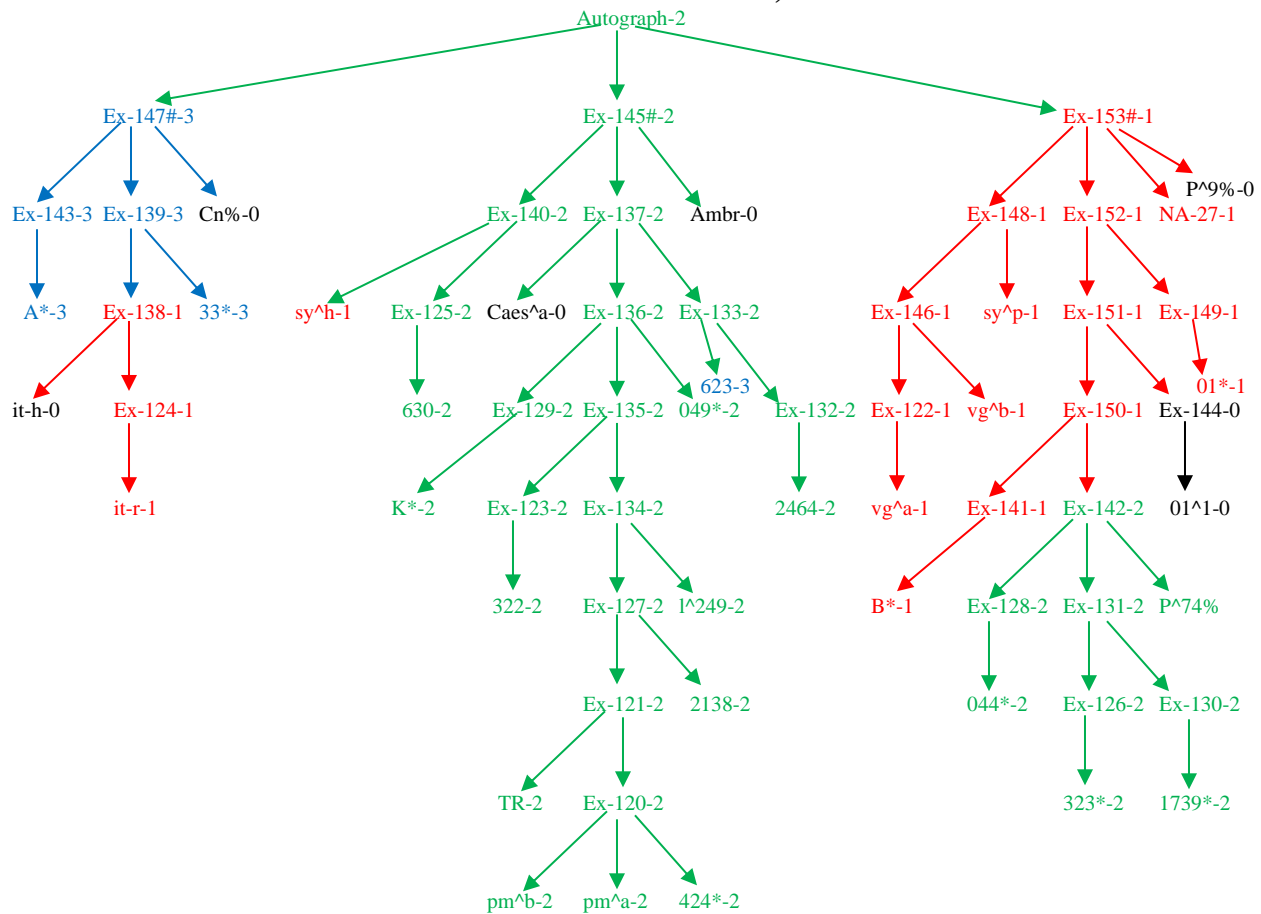 Autograph-2
Ex-147#-3 Ex-145#-2 Ex-153#-1
P^9%-0
Ex-143-3 Ex-139-3 Cn%-0 Ex-140-2 Ex-137-2 Ambr-0 Ex-148-1 Ex-152-1 NA-27-1
A*-3 Ex-138-1 33*-3 sy^h-1 Ex-125-2 Caes^a-0 Ex-136-2 Ex-133-2 Ex-146-1 sy^p-1 Ex-151-1 Ex-149-1
623-3 01*-1
it-h-0 Ex-124-1 630-2 Ex-129-2 Ex-135-2 049*-2 Ex-132-2 Ex-122-1 vg^b-1 Ex-150-1 Ex-144-0
it-r-1 K*-2 Ex-123-2 Ex-134-2 2464-2 vg^a-1 Ex-141-1 Ex-142-2 01^1-0
322-2 Ex-127-2 l^249-2 B*-1 Ex-128-2 Ex-131-2 P^74%
Ex-121-2 2138-2 044*-2 Ex-126-2 Ex-130-2
TR-2 Ex-120-2 323*-2 1739*-2
pm^b-2 pm^a-2 424*-2